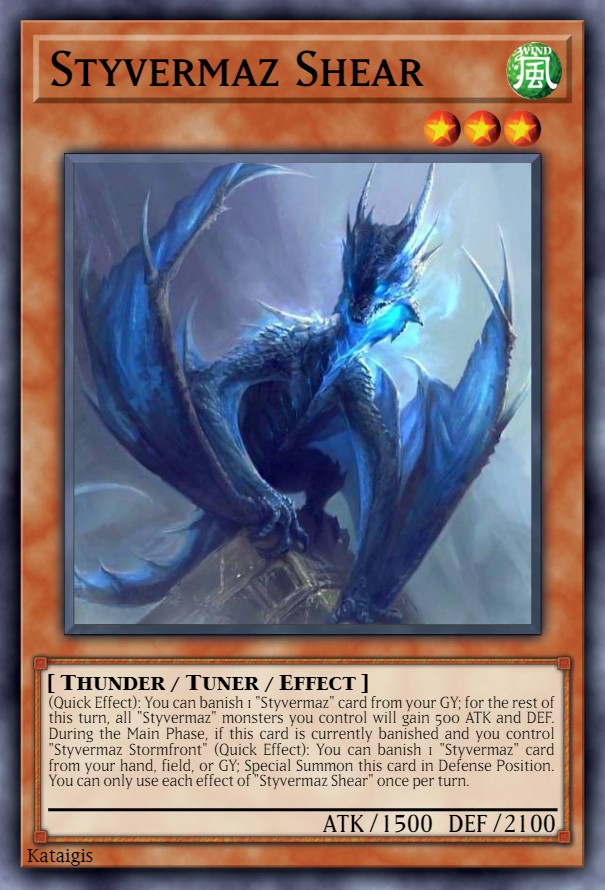 Styvermaz Shear
WIND
風
[ Thunder / Tuner / Effect ]
(Quick Effect): You can banish 1 "Styvermaz" card from your GY; for the rest of
this turn, all "Styvermaz" monsters you control will gain 500 ATK and DEF.
During the Main Phase, if this card is currently banished and you control
"Styvermaz Stormfront" (Quick Effect): You can banish 1 "Styvermaz" card
from your hand, field, or GY; Special Summon this card in Defense Position.
You can only use each effect of "Styvermaz Shear" once per turn.
ATK/1500 DEF/2100
Kataigis